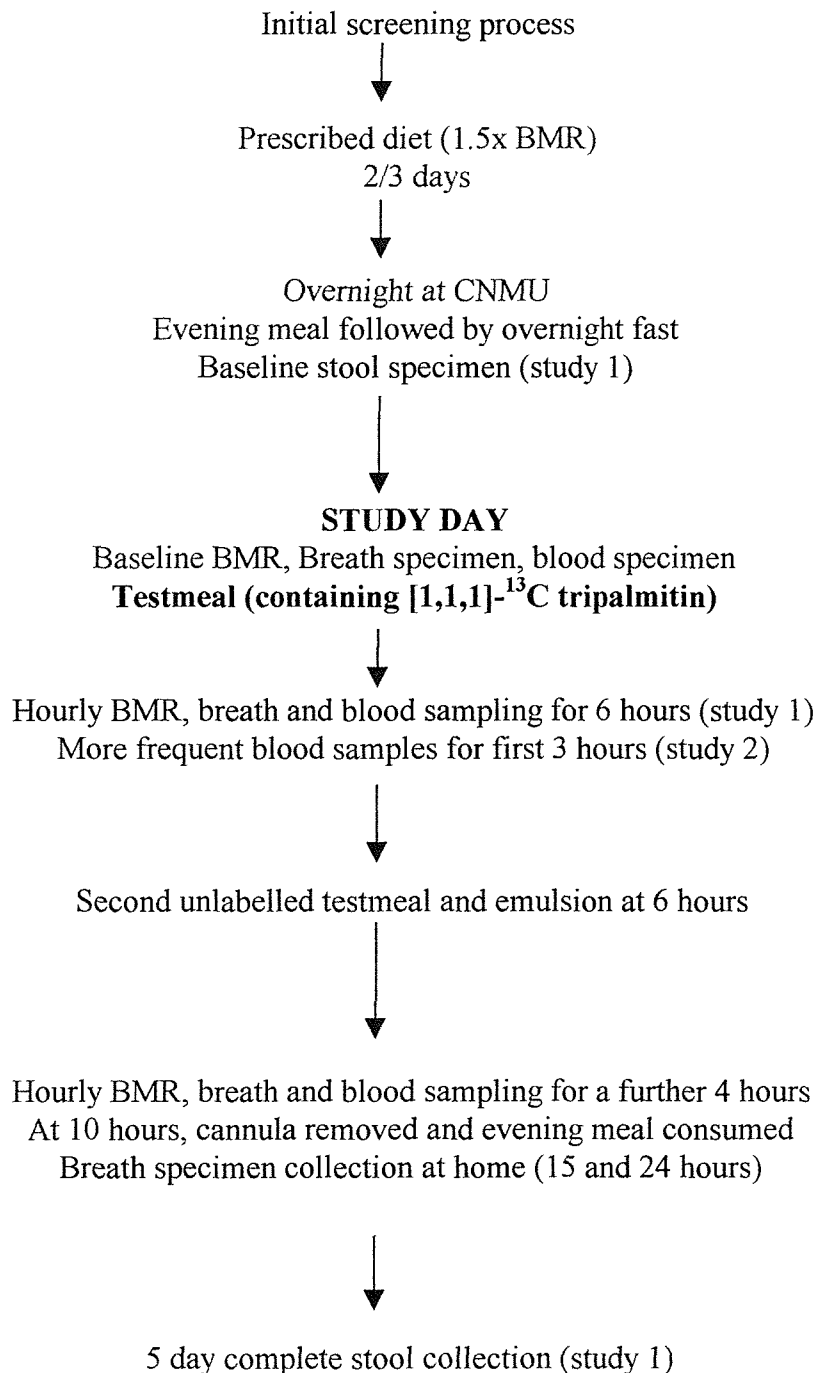 Initial screening process
Prescribed diet (1.5x BMR)
2/3 days
Overnight at CNMU
Evening meal followed by overnight fast
Baseline stool specimen (study 1)
STUDY DAY
Baseline BMR, Breath specimen, blood specimen
Testmeal (containing [1,1,1]-¹³C tripalmitin)
Hourly BMR, breath and blood sampling for 6 hours (study 1)
More frequent blood samples for first 3 hours (study 2)
Second unlabelled testmeal and emulsion at 6 hours
Hourly BMR, breath and blood sampling for a further 4 hours
At 10 hours, cannula removed and evening meal consumed
Breath specimen collection at home (15 and 24 hours)
5 day complete stool collection (study 1)